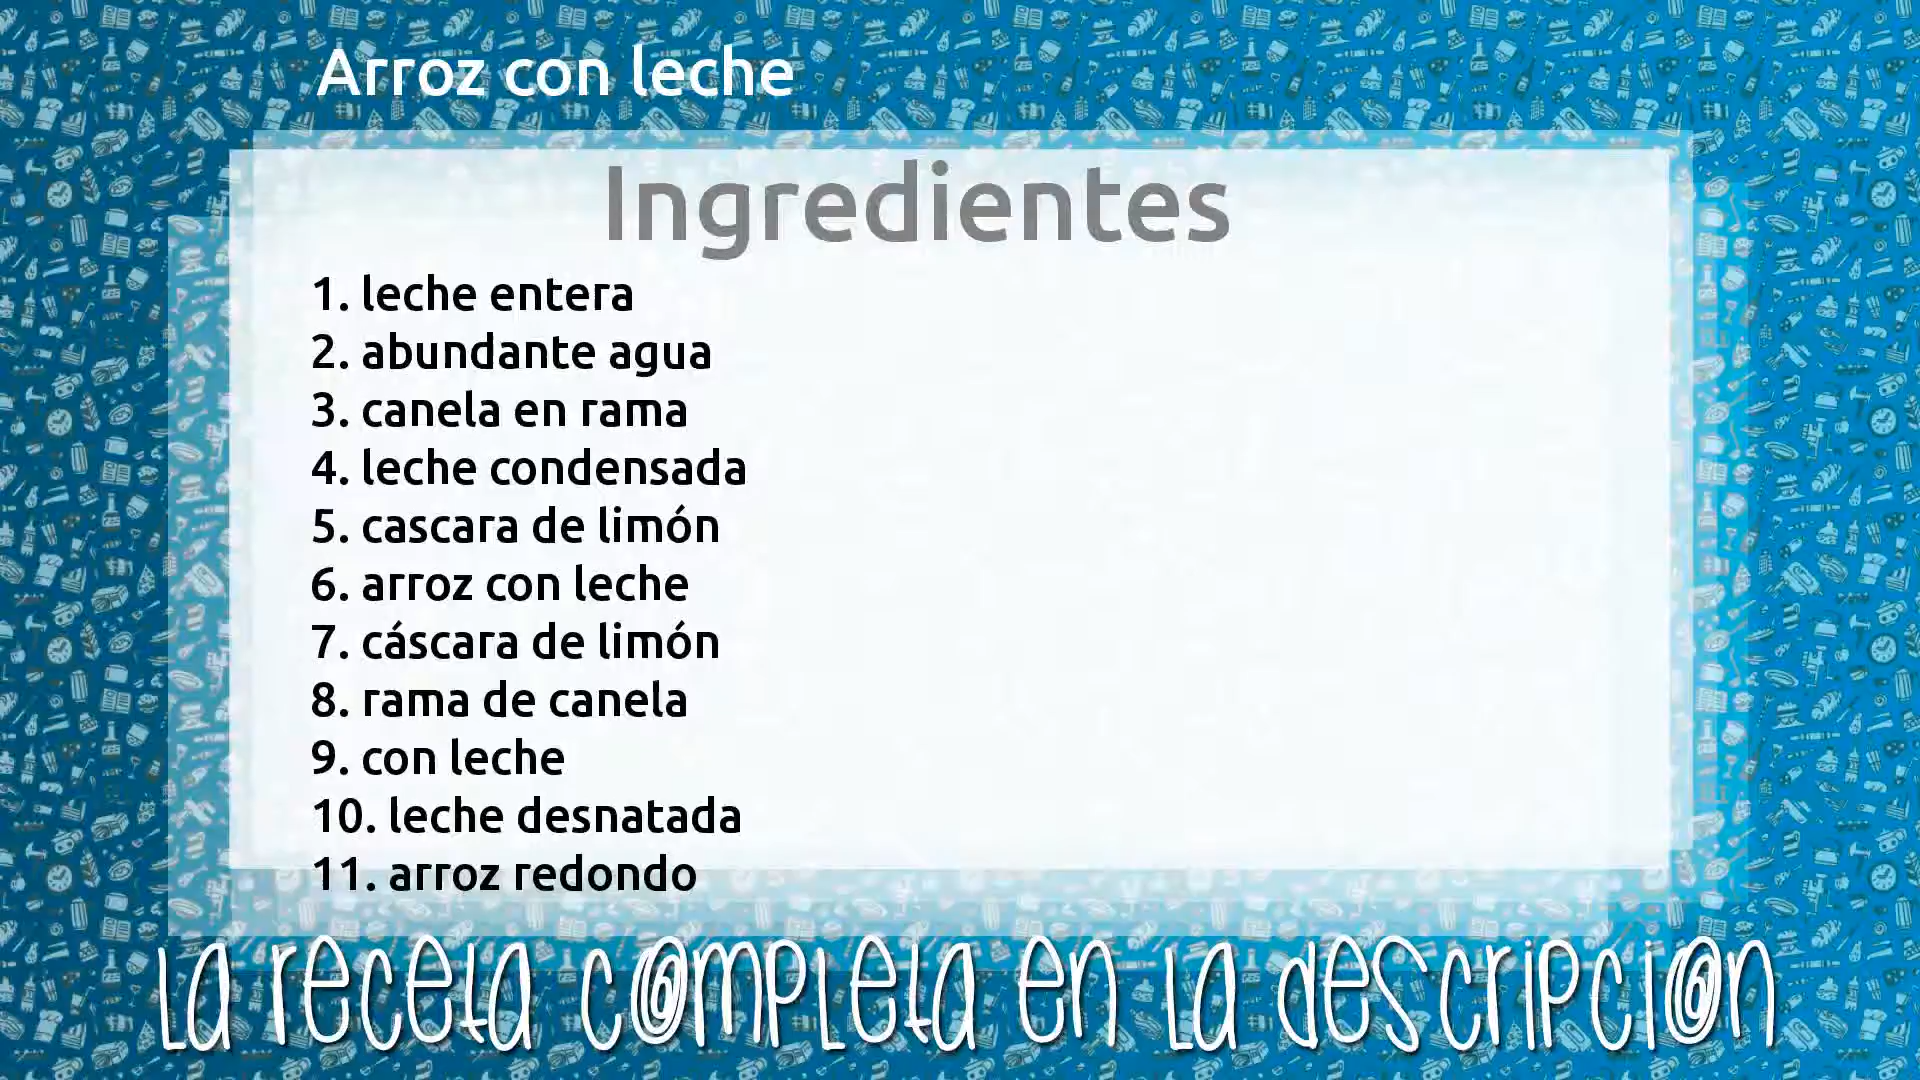 Arroz con leche
Ingredientes
1. leche entera
2. abundante agua
3. canela en rama
4. leche condensada
5. cascara de limón
6. arroz con leche
7. cáscara de limón
8. rama de canela
9. con leche
10. leche desnatada
11. arroz redondo
La receta c@mpleta en la descripci@n